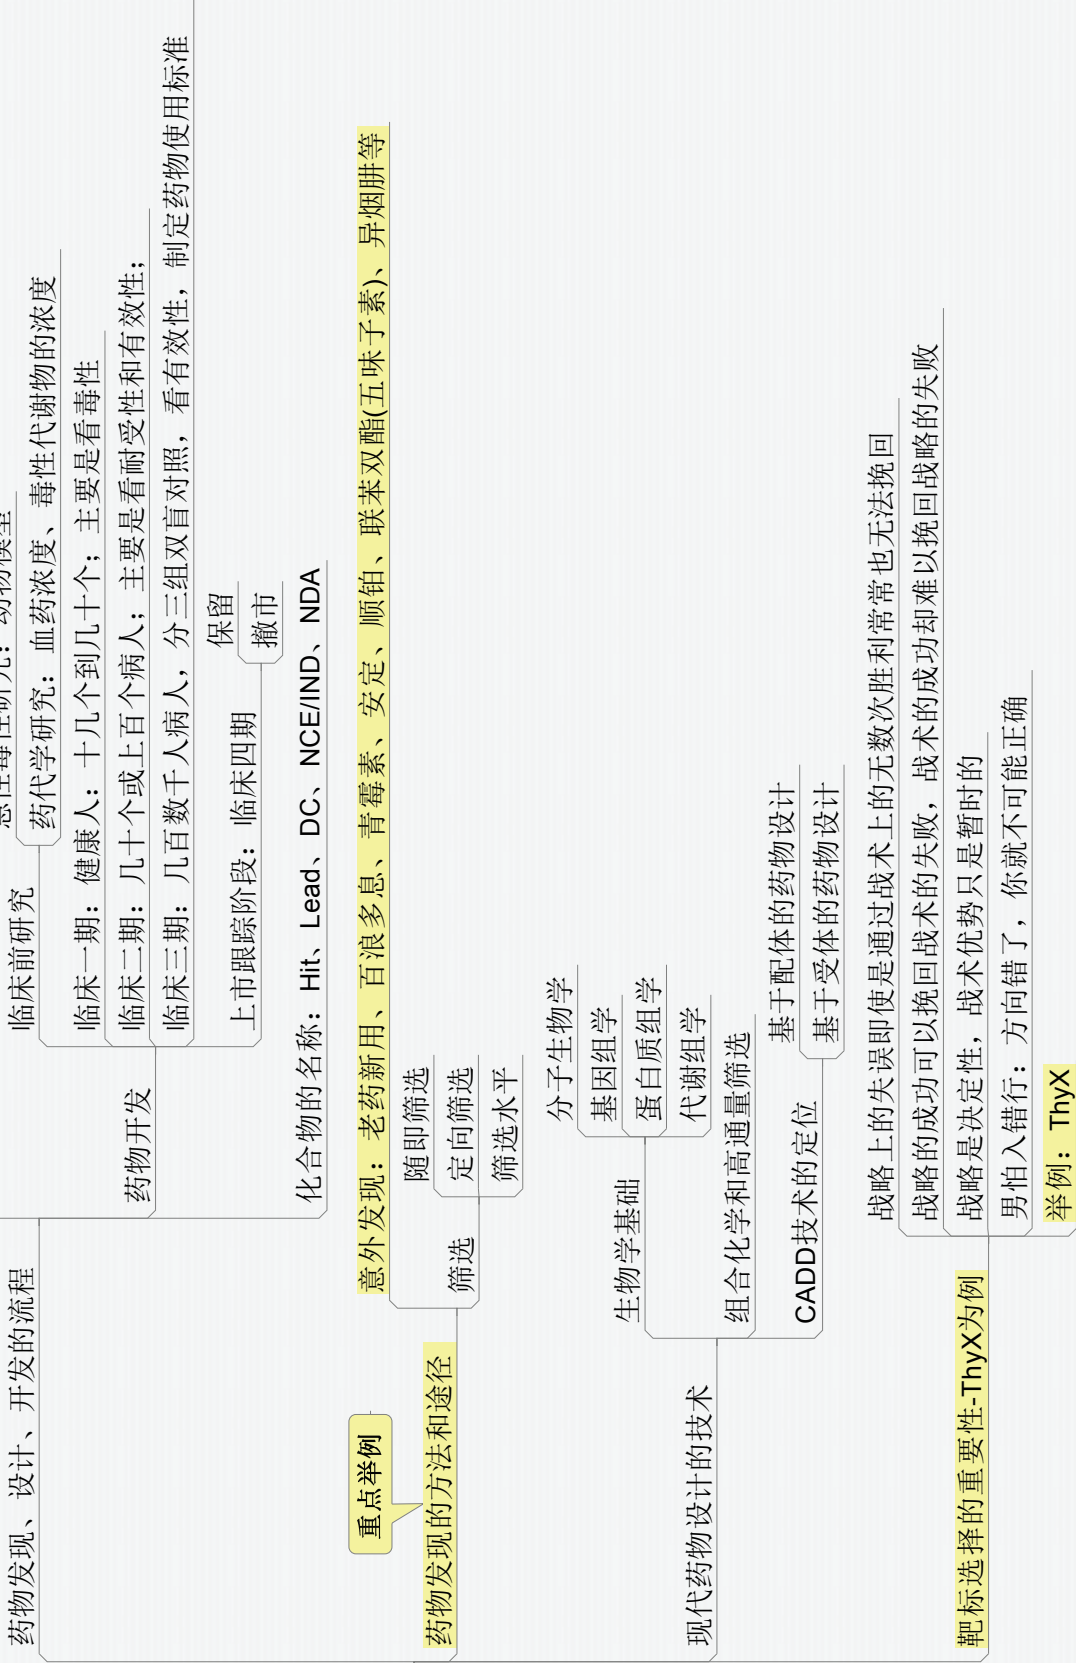 药物发现、设计、开发的流程
药物开发
临床前研究
急性毒性研究：动物模型
药代学研究：血药浓度、毒性代谢物的浓度
临床一期：健康人：十几个到几十个；主要是看毒性
临床二期：几十个或上百个病人；主要是看耐受性和有效性；
临床三期：几百数千人病人，分三组双盲对照，看有效性，制定药物使用标准
上市跟踪阶段：临床四期
保留
撤市
化合物的名称：Hit、Lead、DC、NCE/IND、NDA
重点举例
药物发现的方法和途径
意外发现：老药新用、百浪多息、青霉素、安定、顺铂、联苯双酯(五味子素)、异烟肼等
筛选
随即筛选
定向筛选
筛选水平
现代药物设计的技术
生物学基础
分子生物学
基因组学
蛋白质组学
代谢组学
组合化学和高通量筛选
CADD技术的定位
基于配体的药物设计
基于受体的药物设计
靶标选择的重要性-ThyX为例
战略上的失误即使是通过战术上的无数次胜利常常也无法挽回
战略的成功可以挽回战术的失败，战术的成功却难以挽回战略的失败
战略是决定性，战术优势只是暂时的
男怕入错行：方向错了，你就不可能正确
举例：ThyX